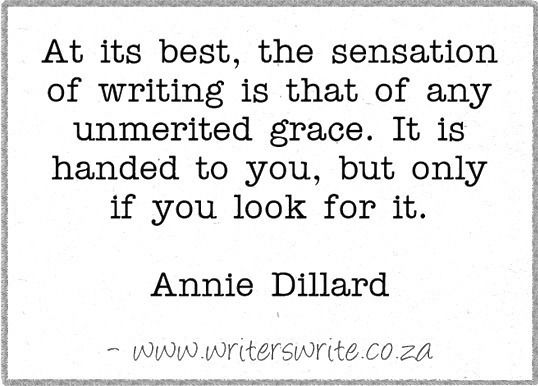 At its best, the sensation
of writing is that of any
unmerited grace. It is
handed to you, but only
if you look for it.
Annie Dillard
- www.writerswrite.co.za